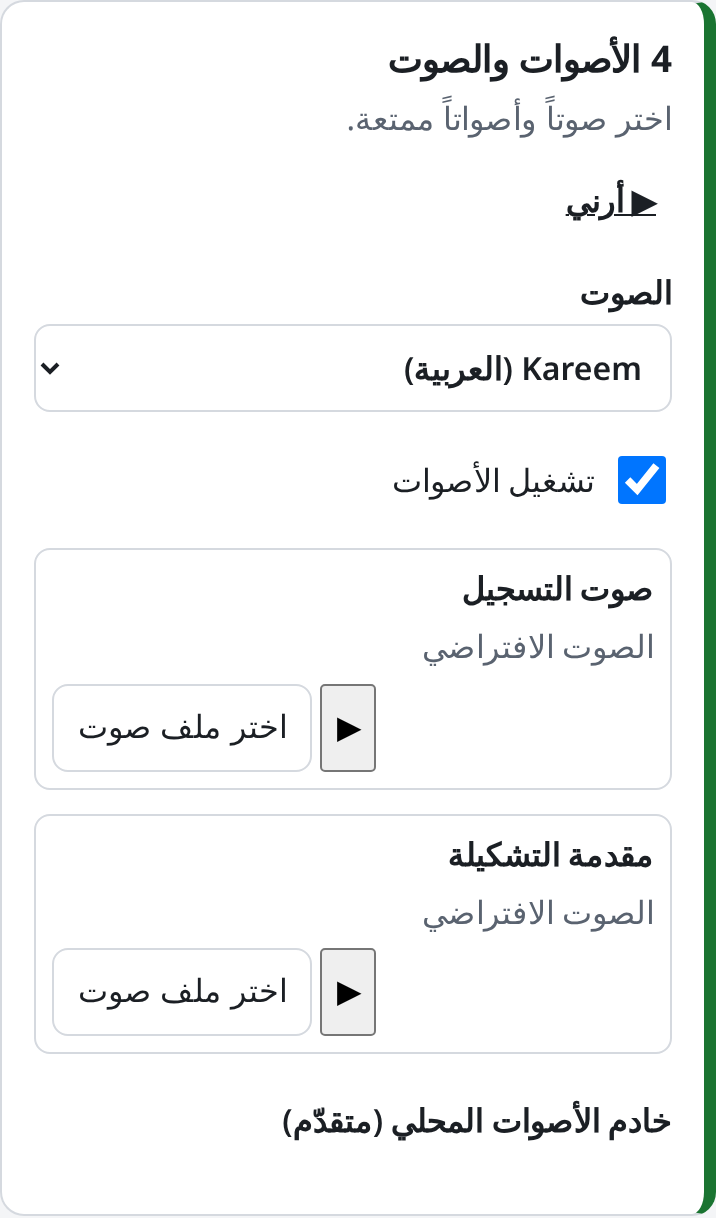 4 الأصوات والصوت
اختر صوتاً وأصواتاً ممتعة.
▶ أرني
الصوت
Kareem (العربية)
تشغيل الأصوات
صوت التسجيل
الصوت الافتراضي
▶ اختر ملف صوت
مقدمة التشكيلة
الصوت الافتراضي
▶ اختر ملف صوت
خادم الأصوات المحلي (متقدّم)